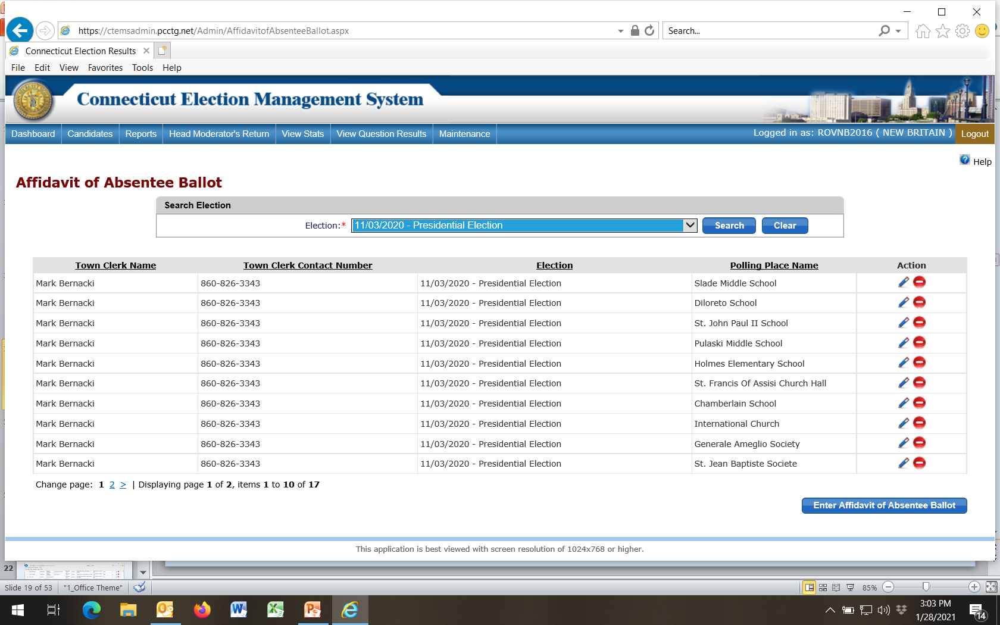 https://ctemsadmin.pcctg.net/Admin/AffidavitofAbsenteeBallot.aspx
Search...
Connecticut Election Results
File Edit View Favorites Tools Help
Connecticut Election Management System
Dashboard Candidates Reports Head Moderator's Return View Stats View Question Results Maintenance Logged in as: ROVNB2016 ( NEW BRITAIN ) Logout
Help
Affidavit of Absentee Ballot
Search Election
Election:* 11/03/2020 - Presidential Election Search Clear
Town Clerk Name Town Clerk Contact Number Election Polling Place Name Action
Mark Bernacki 860-826-3343 11/03/2020 - Presidential Election Slade Middle School
Mark Bernacki 860-826-3343 11/03/2020 - Presidential Election Diloreto School
Mark Bernacki 860-826-3343 11/03/2020 - Presidential Election St. John Paul II School
Mark Bernacki 860-826-3343 11/03/2020 - Presidential Election Pulaski Middle School
Mark Bernacki 860-826-3343 11/03/2020 - Presidential Election Holmes Elementary School
Mark Bernacki 860-826-3343 11/03/2020 - Presidential Election St. Francis Of Assisi Church Hall
Mark Bernacki 860-826-3343 11/03/2020 - Presidential Election Chamberlain School
Mark Bernacki 860-826-3343 11/03/2020 - Presidential Election International Church
Mark Bernacki 860-826-3343 11/03/2020 - Presidential Election Generale Ameglio Society
Mark Bernacki 860-826-3343 11/03/2020 - Presidential Election St. Jean Baptiste Societe
Change page: 1 2 > | Displaying page 1 of 2, items 1 to 10 of 17
Enter Affidavit of Absentee Ballot
This application is best viewed with screen resolution of 1024x768 or higher.
22
Slide 19 of 53 "1_Office Theme" 85%
3:03 PM
1/28/2021
14